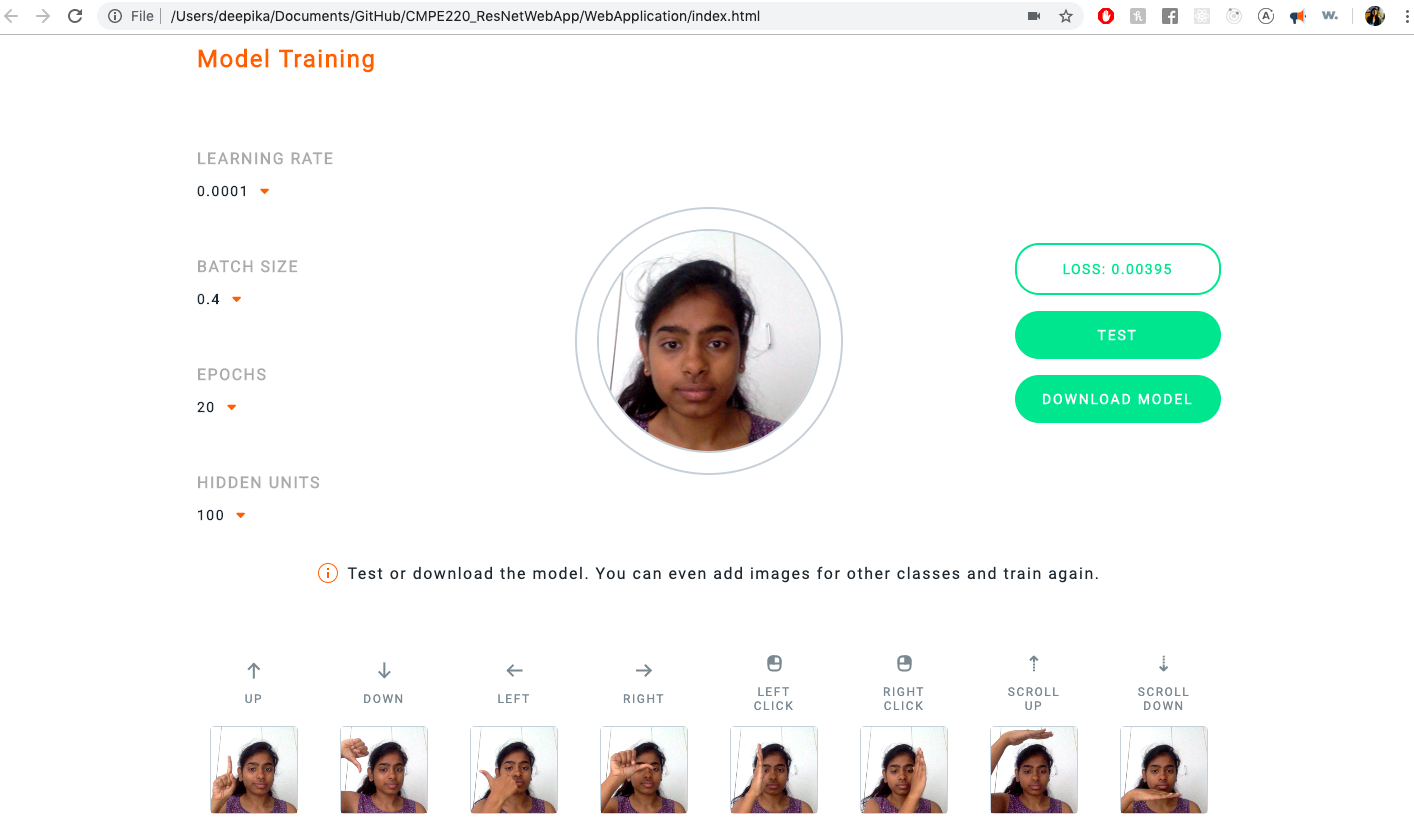 File /Users/deepika/Documents/GitHub/CMPE220_ResNetWebApp/WebApplication/index.html
W.
Model Training
LEARNING RATE
0.0001
BATCH SIZE
0.4
EPOCHS
20
HIDDEN UNITS
100
LOSS: 0.00395
TEST
DOWNLOAD MODEL
Test or download the model. You can even add images for other classes and train again.
UP
DOWN
LEFT
RIGHT
LEFT
CLICK
RIGHT
CLICK
SCROLL
UP
SCROLL
DOWN